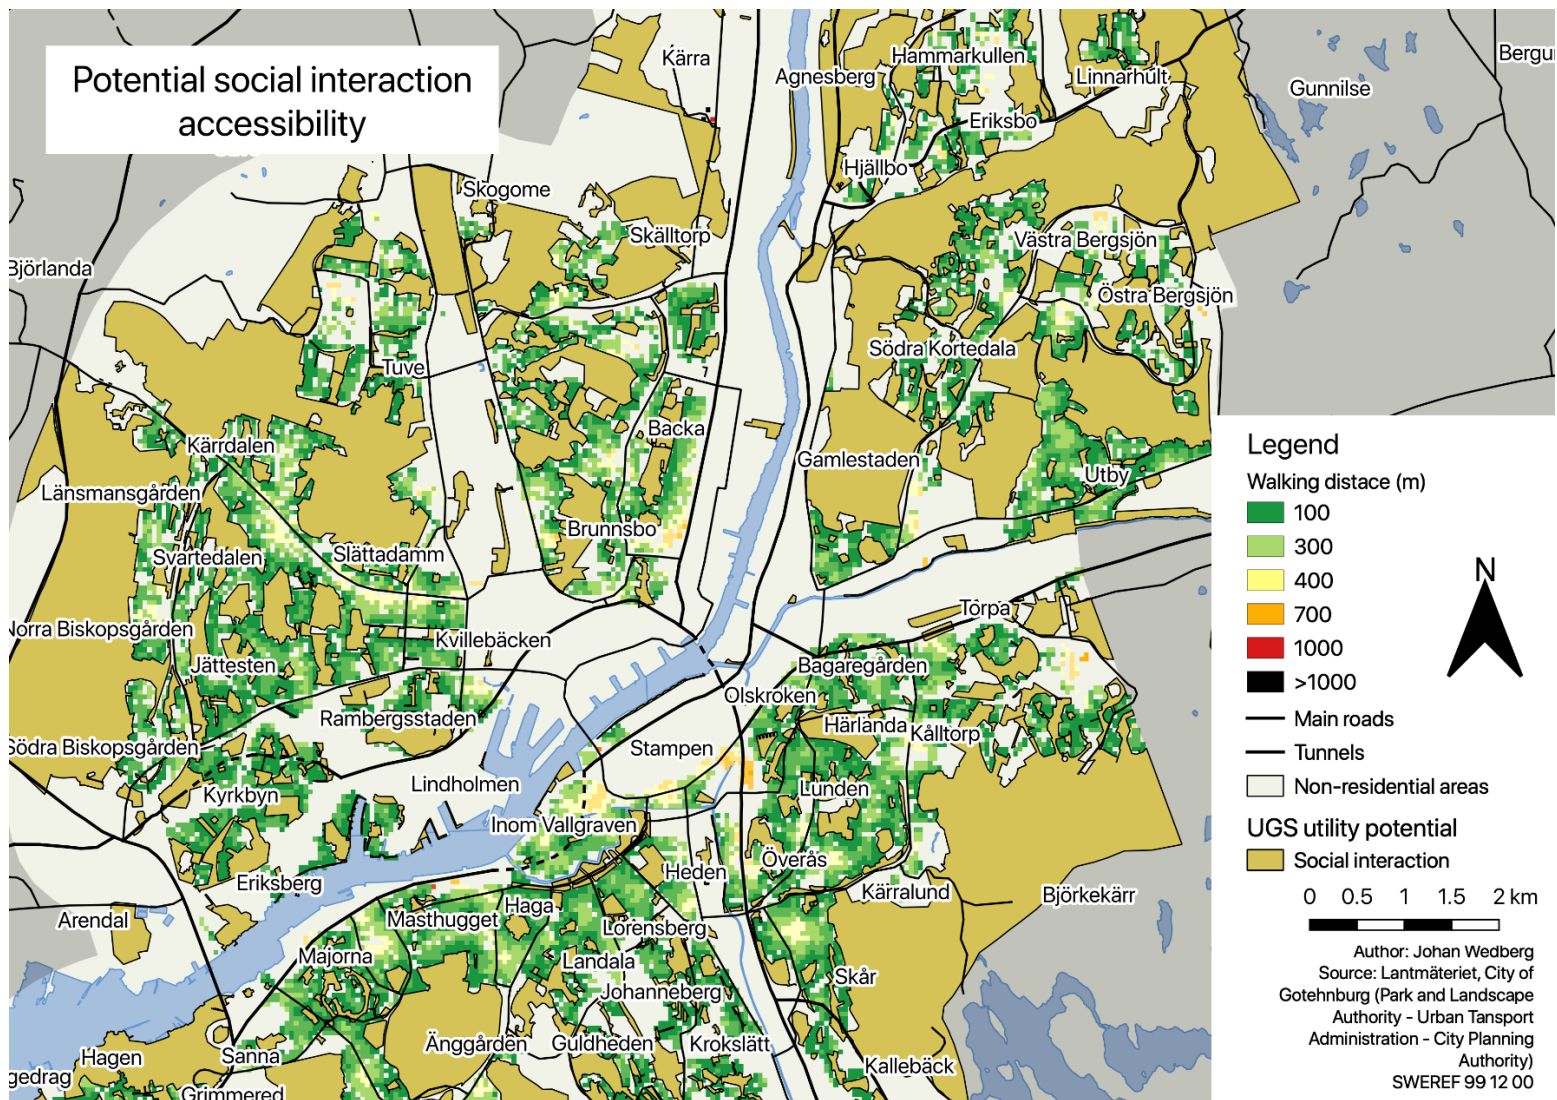 Potential social interaction
accessibility
Kärra
Agnesberg
Hammarkullen
Linnarhult
Gunnilse
Eriksbo
Hjällbo
Skogome
Skälltorp
Västra Bergsjön
Björlanda
Östra Bergsjön
Södra Kortedala
Tuve
Backa
Kärrdalen
Gamlestaden
Utby
Länsmansgården
Brunnsbo
Svartedalen
Slättadamm
Torpa
Norra Biskopsgården
Kvillebäcken
Jättesten
Bagaregården
Olskroken
Rambergsstaden
Härlanda
Kålltorp
Södra Biskopsgården
Stampen
Lindholmen
Lunden
Kyrkbyn
Inom Vallgraven
Överås
Heden
Eriksberg
Kärralund
Björkekärr
Arendal
Masthugget
Haga
Lorensberg
Majorna
Landala
Skår
Johanneberg
Änggården
Guldheden
Krokslätt
Hagen
Sanna
Kallebäck
gedrag
Grimmered
Legend
Walking distace (m)
100
300
400
700
1000
>1000
Main roads
Tunnels
Non-residential areas
UGS utility potential
Social interaction
N
0 0.5 1 1.5 2 km
Author: Johan Wedberg
Source: Lantmäteriet, City of
Gotehnburg (Park and Landscape
Authority - Urban Tansport
Administration - City Planning
Authority)
SWEREF 99 12 00